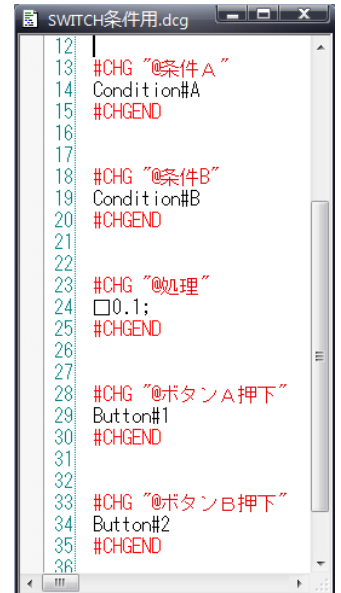 SWITCH条件用.dcg
12
13 #CHG "@条件Ａ"
14 Condition#A
15 #CHGEND
16
17
18 #CHG "@条件B"
19 Condition#B
20 #CHGEND
21
22
23 #CHG "@処理"
24 □0.1;
25 #CHGEND
26
27
28 #CHG "@ボタンＡ押下"
29 Button#1
30 #CHGEND
31
32
33 #CHG "@ボタンＢ押下"
34 Button#2
35 #CHGEND
36